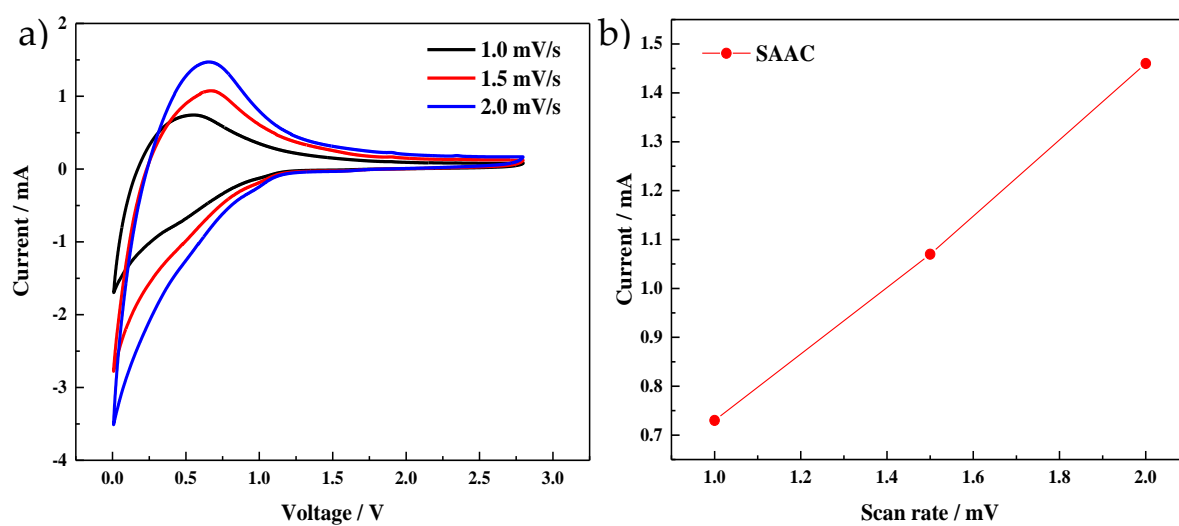 a)
1.0 mV/s
1.5 mV/s
2.0 mV/s
2
1
0
-1
-2
-3
-4
Current / mA
0.0 0.5 1.0 1.5 2.0 2.5 3.0
Voltage / V
b)
SAAC
1.5
1.4
1.3
1.2
1.1
1.0
0.9
0.8
0.7
Current / mA
1.0 1.2 1.4 1.6 1.8 2.0
Scan rate / mV